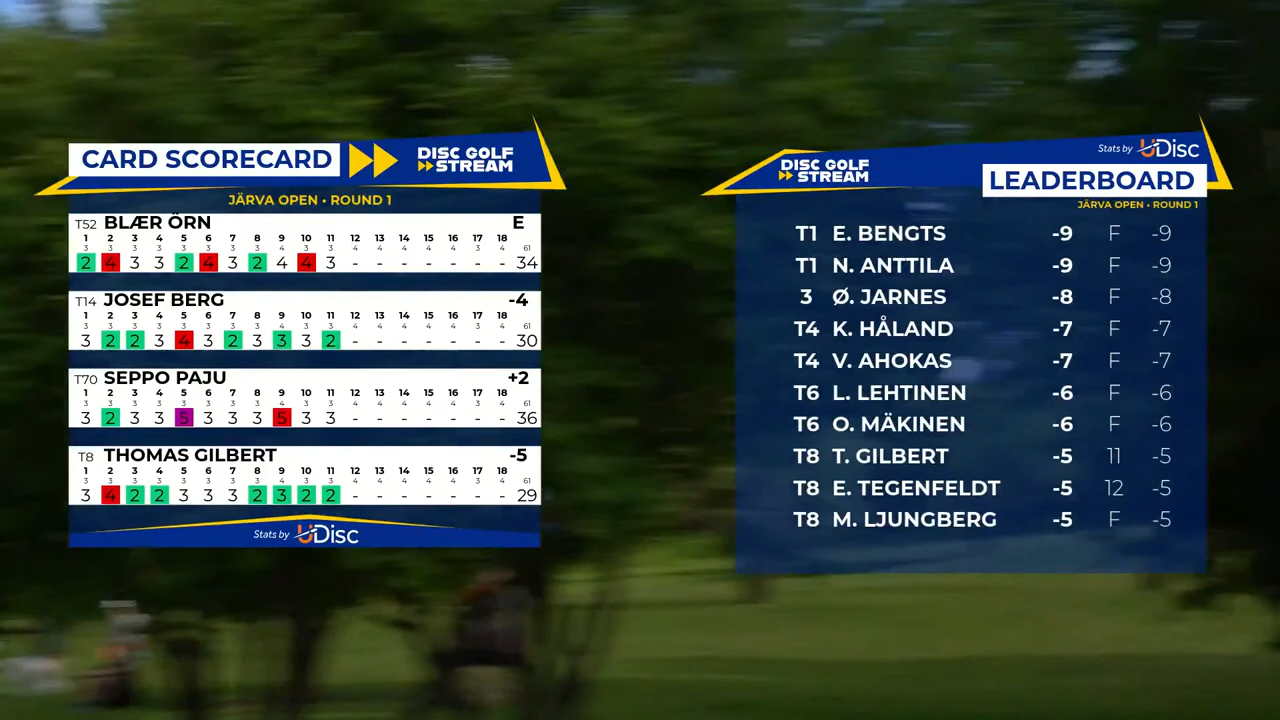 CARD SCORECARD
DISC GOLF
STREAM
JÄRVA OPEN • ROUND 1
T52 BLÆR ÖRN E
1 2 3 4 5 6 7 8 9 10 11 12 13 14 15 16 17 18
3 3 3 3 3 3 3 3 4 3 3 4 4 4 4 3 4 4 61
2 4 3 3 2 4 3 2 4 4 3 - - - - - - - 34
T14 JOSEF BERG -4
1 2 3 4 5 6 7 8 9 10 11 12 13 14 15 16 17 18
3 3 3 3 3 3 3 3 4 3 3 4 4 4 4 3 4 4 61
3 2 2 3 4 3 2 3 3 3 2 - - - - - - - 30
T70 SEPPO PAJU +2
1 2 3 4 5 6 7 8 9 10 11 12 13 14 15 16 17 18
3 3 3 3 3 3 3 3 4 3 3 4 4 4 4 3 4 4 61
3 2 3 3 5 3 3 3 5 3 3 - - - - - - - 36
T8 THOMAS GILBERT -5
1 2 3 4 5 6 7 8 9 10 11 12 13 14 15 16 17 18
3 3 3 3 3 3 3 3 4 3 3 4 4 4 4 3 4 4 61
3 4 2 2 3 3 3 2 3 2 2 - - - - - - - 29
Stats by UDisc
Stats by UDisc
DISC GOLF
STREAM
LEADERBOARD
JÄRVA OPEN • ROUND 1
T1 E. BENGTS -9 F -9
T1 N. ANTTILA -9 F -9
3 Ø. JARNES -8 F -8
T4 K. HÅLAND -7 F -7
T4 V. AHOKAS -7 F -7
T6 L. LEHTINEN -6 F -6
T6 O. MÄKINEN -6 F -6
T8 T. GILBERT -5 11 -5
T8 E. TEGENFELDT -5 12 -5
T8 M. LJUNGBERG -5 F -5